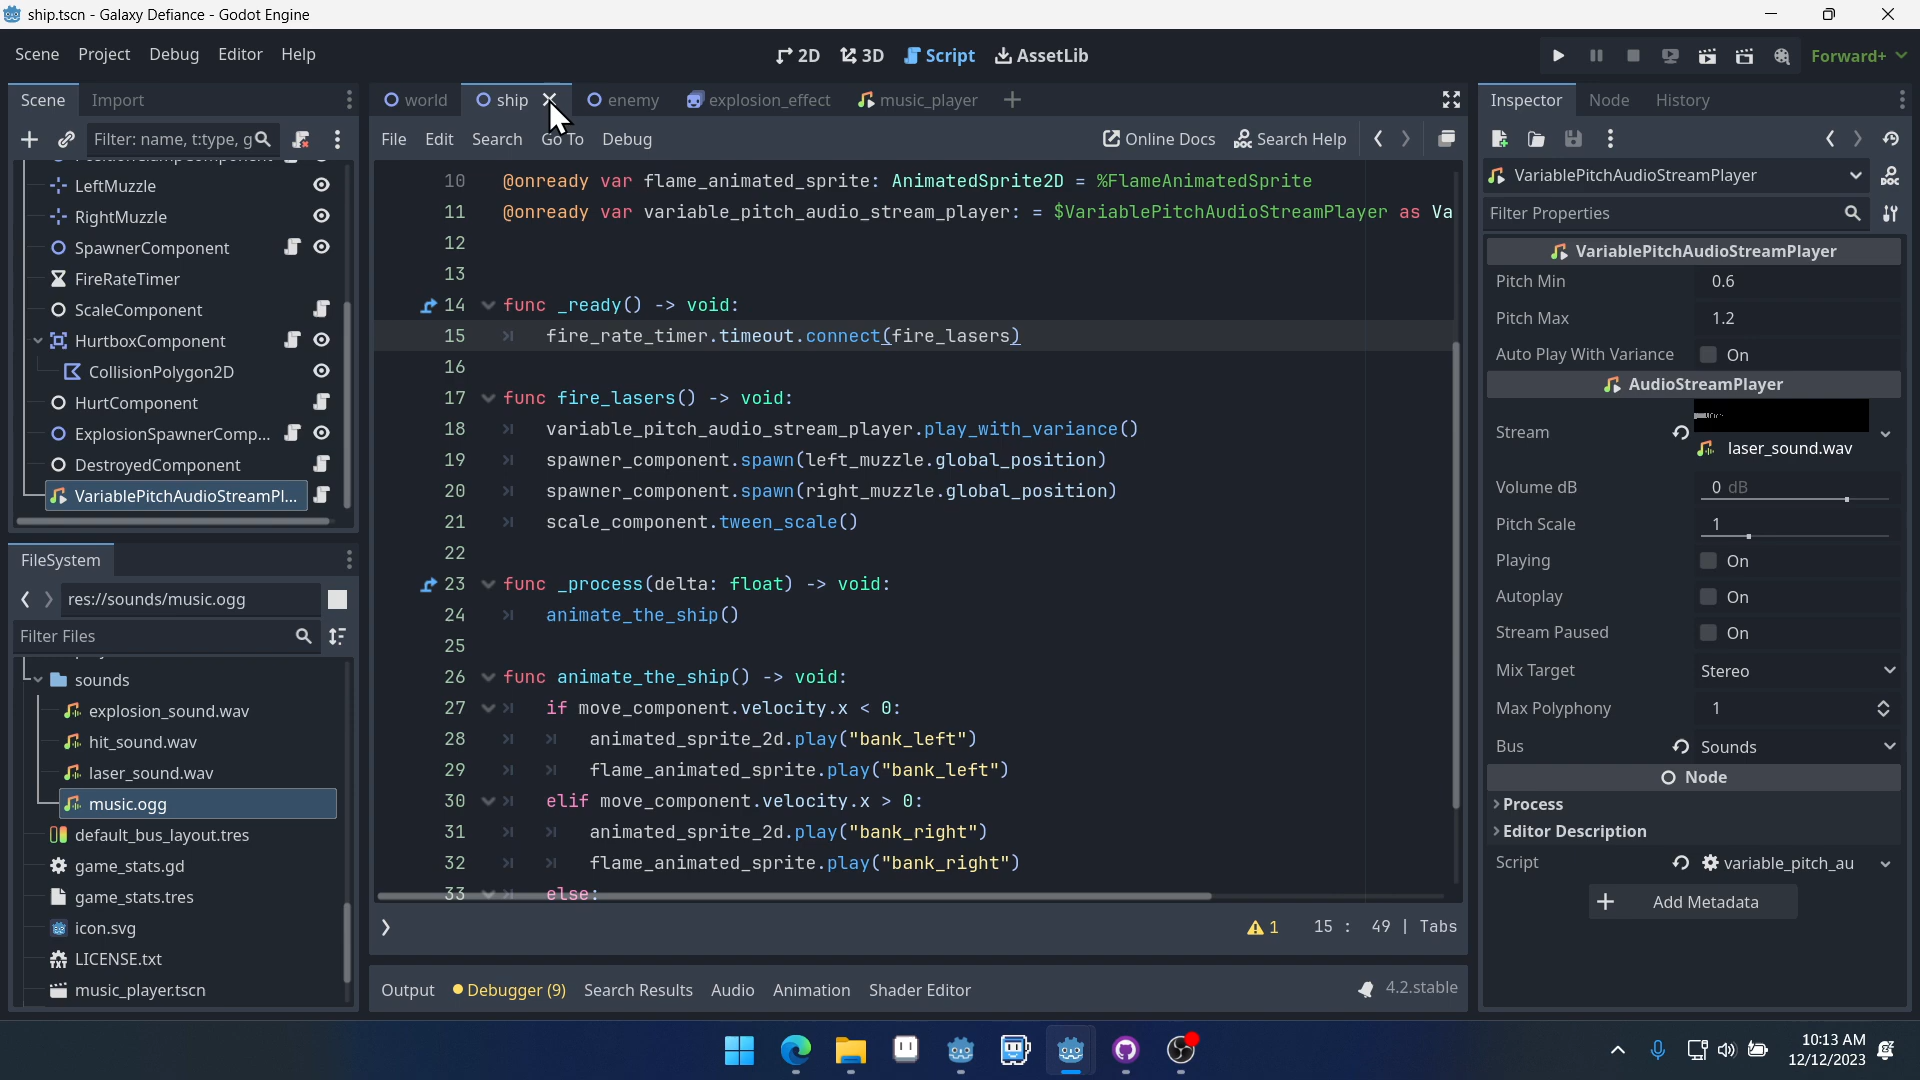 ship.tscn - Galaxy Defiance - Godot Engine
Scene Project Debug Editor Help
2D 3D Script AssetLib
Forward+
Scene Import
world ship enemy explosion_effect music_player
Inspector Node History
Filter: name, t:type, g
File Edit Search Go To Debug
Online Docs Search Help
LeftMuzzle
RightMuzzle
SpawnerComponent
FireRateTimer
ScaleComponent
HurtboxComponent
CollisionPolygon2D
HurtComponent
ExplosionSpawnerComp...
DestroyedComponent
VariablePitchAudioStreamPl...
FileSystem
res://sounds/music.ogg
Filter Files
sounds
explosion_sound.wav
hit_sound.wav
laser_sound.wav
music.ogg
default_bus_layout.tres
game_stats.gd
game_stats.tres
icon.svg
LICENSE.txt
music_player.tscn
10 @onready var flame_animated_sprite: AnimatedSprite2D = %FlameAnimatedSprite
11 @onready var variable_pitch_audio_stream_player: = $VariablePitchAudioStreamPlayer as Va
12
13
14 func _ready() -> void:
15 fire_rate_timer.timeout.connect(fire_lasers)
16
17 func fire_lasers() -> void:
18 variable_pitch_audio_stream_player.play_with_variance()
19 spawner_component.spawn(left_muzzle.global_position)
20 spawner_component.spawn(right_muzzle.global_position)
21 scale_component.tween_scale()
22
23 func _process(delta: float) -> void:
24 animate_the_ship()
25
26 func animate_the_ship() -> void:
27 if move_component.velocity.x < 0:
28 animated_sprite_2d.play("bank_left")
29 flame_animated_sprite.play("bank_left")
30 elif move_component.velocity.x > 0:
31 animated_sprite_2d.play("bank_right")
32 flame_animated_sprite.play("bank_right")
33 else:
1 15 : 49 | Tabs
Output Debugger (9) Search Results Audio Animation Shader Editor
4.2.stable
VariablePitchAudioStreamPlayer
Filter Properties
VariablePitchAudioStreamPlayer
Pitch Min 0.6
Pitch Max 1.2
Auto Play With Variance On
AudioStreamPlayer
Stream
laser_sound.wav
Volume dB 0 dB
Pitch Scale 1
Playing On
Autoplay On
Stream Paused On
Mix Target Stereo
Max Polyphony 1
Bus Sounds
Node
Process
Editor Description
Script variable_pitch_au
Add Metadata
10:13 AM
12/12/2023